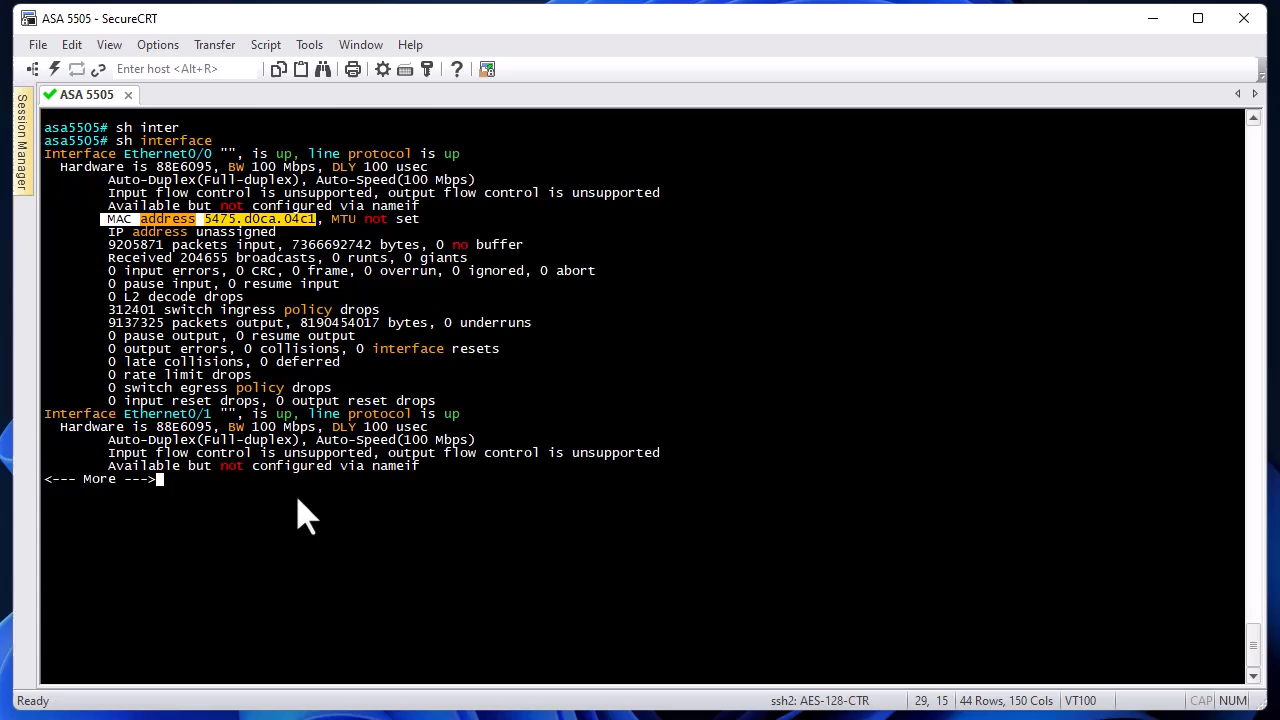 ASA 5505 - SecureCRT
File Edit View Options Transfer Script Tools Window Help
Enter host <Alt+R>
ASA 5505
Session Manager
asa5505# sh inter
asa5505# sh interface
Interface Ethernet0/0 "", is up, line protocol is up
  Hardware is 88E6095, BW 100 Mbps, DLY 100 usec
        Auto-Duplex(Full-duplex), Auto-Speed(100 Mbps)
        Input flow control is unsupported, output flow control is unsupported
        Available but not configured via nameif
        MAC address 5475.d0ca.04c1, MTU not set
        IP address unassigned
        9205871 packets input, 7366692742 bytes, 0 no buffer
        Received 204655 broadcasts, 0 runts, 0 giants
        0 input errors, 0 CRC, 0 frame, 0 overrun, 0 ignored, 0 abort
        0 pause input, 0 resume input
        0 L2 decode drops
        312401 switch ingress policy drops
        9137325 packets output, 8190454017 bytes, 0 underruns
        0 pause output, 0 resume output
        0 output errors, 0 collisions, 0 interface resets
        0 late collisions, 0 deferred
        0 rate limit drops
        0 switch egress policy drops
        0 input reset drops, 0 output reset drops
Interface Ethernet0/1 "", is up, line protocol is up
  Hardware is 88E6095, BW 100 Mbps, DLY 100 usec
        Auto-Duplex(Full-duplex), Auto-Speed(100 Mbps)
        Input flow control is unsupported, output flow control is unsupported
        Available but not configured via nameif
<--- More --->
Ready ssh2: AES-128-CTR 29, 15 44 Rows, 150 Cols VT100 CAP NUM